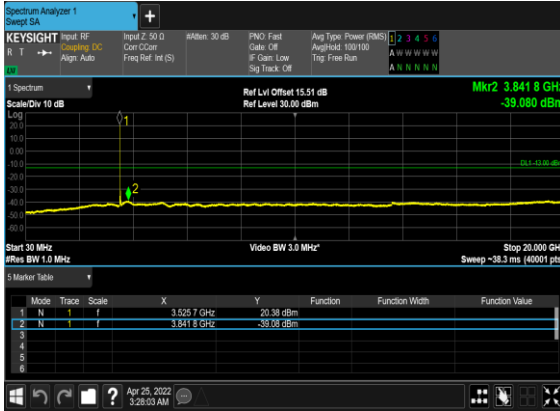 Spectrum Analyzer 1
Swept SA
+
KEYSIGHT Input: RF Input Z: 50 Ω #Atten: 30 dB PNO: Fast Avg Type: Power (RMS) 1 2 3 4 5 6
R T Coupling: DC Corr CCorr Gate: Off Avg|Hold: 100/100 A W W W W W
Align: Auto Freq Ref: Int (S) IF Gain: Low Trig: Free Run
Sig Track: Off A N N N N N
1 Spectrum Ref Lvl Offset 15.51 dB Mkr2 3.841 8 GHz
Scale/Div 10 dB Ref Level 30.00 dBm -39.080 dBm
Log
20.0
10.0
0.00
-10.0
-20.0
-30.0
-40.0
-50.0
-60.0
1
2
DL1 -13.00 dBm
Start 30 MHz Video BW 3.0 MHz* Stop 20.000 GHz
#Res BW 1.0 MHz Sweep ~38.3 ms (40001 pts)
5 Marker Table
Mode Trace Scale X Y Function Function Width Function Value
1 N 1 f 3.525 7 GHz 20.38 dBm
2 N 1 f 3.841 8 GHz -39.08 dBm
3
4
5
6
? Apr 25, 2022
3:28:03 AM